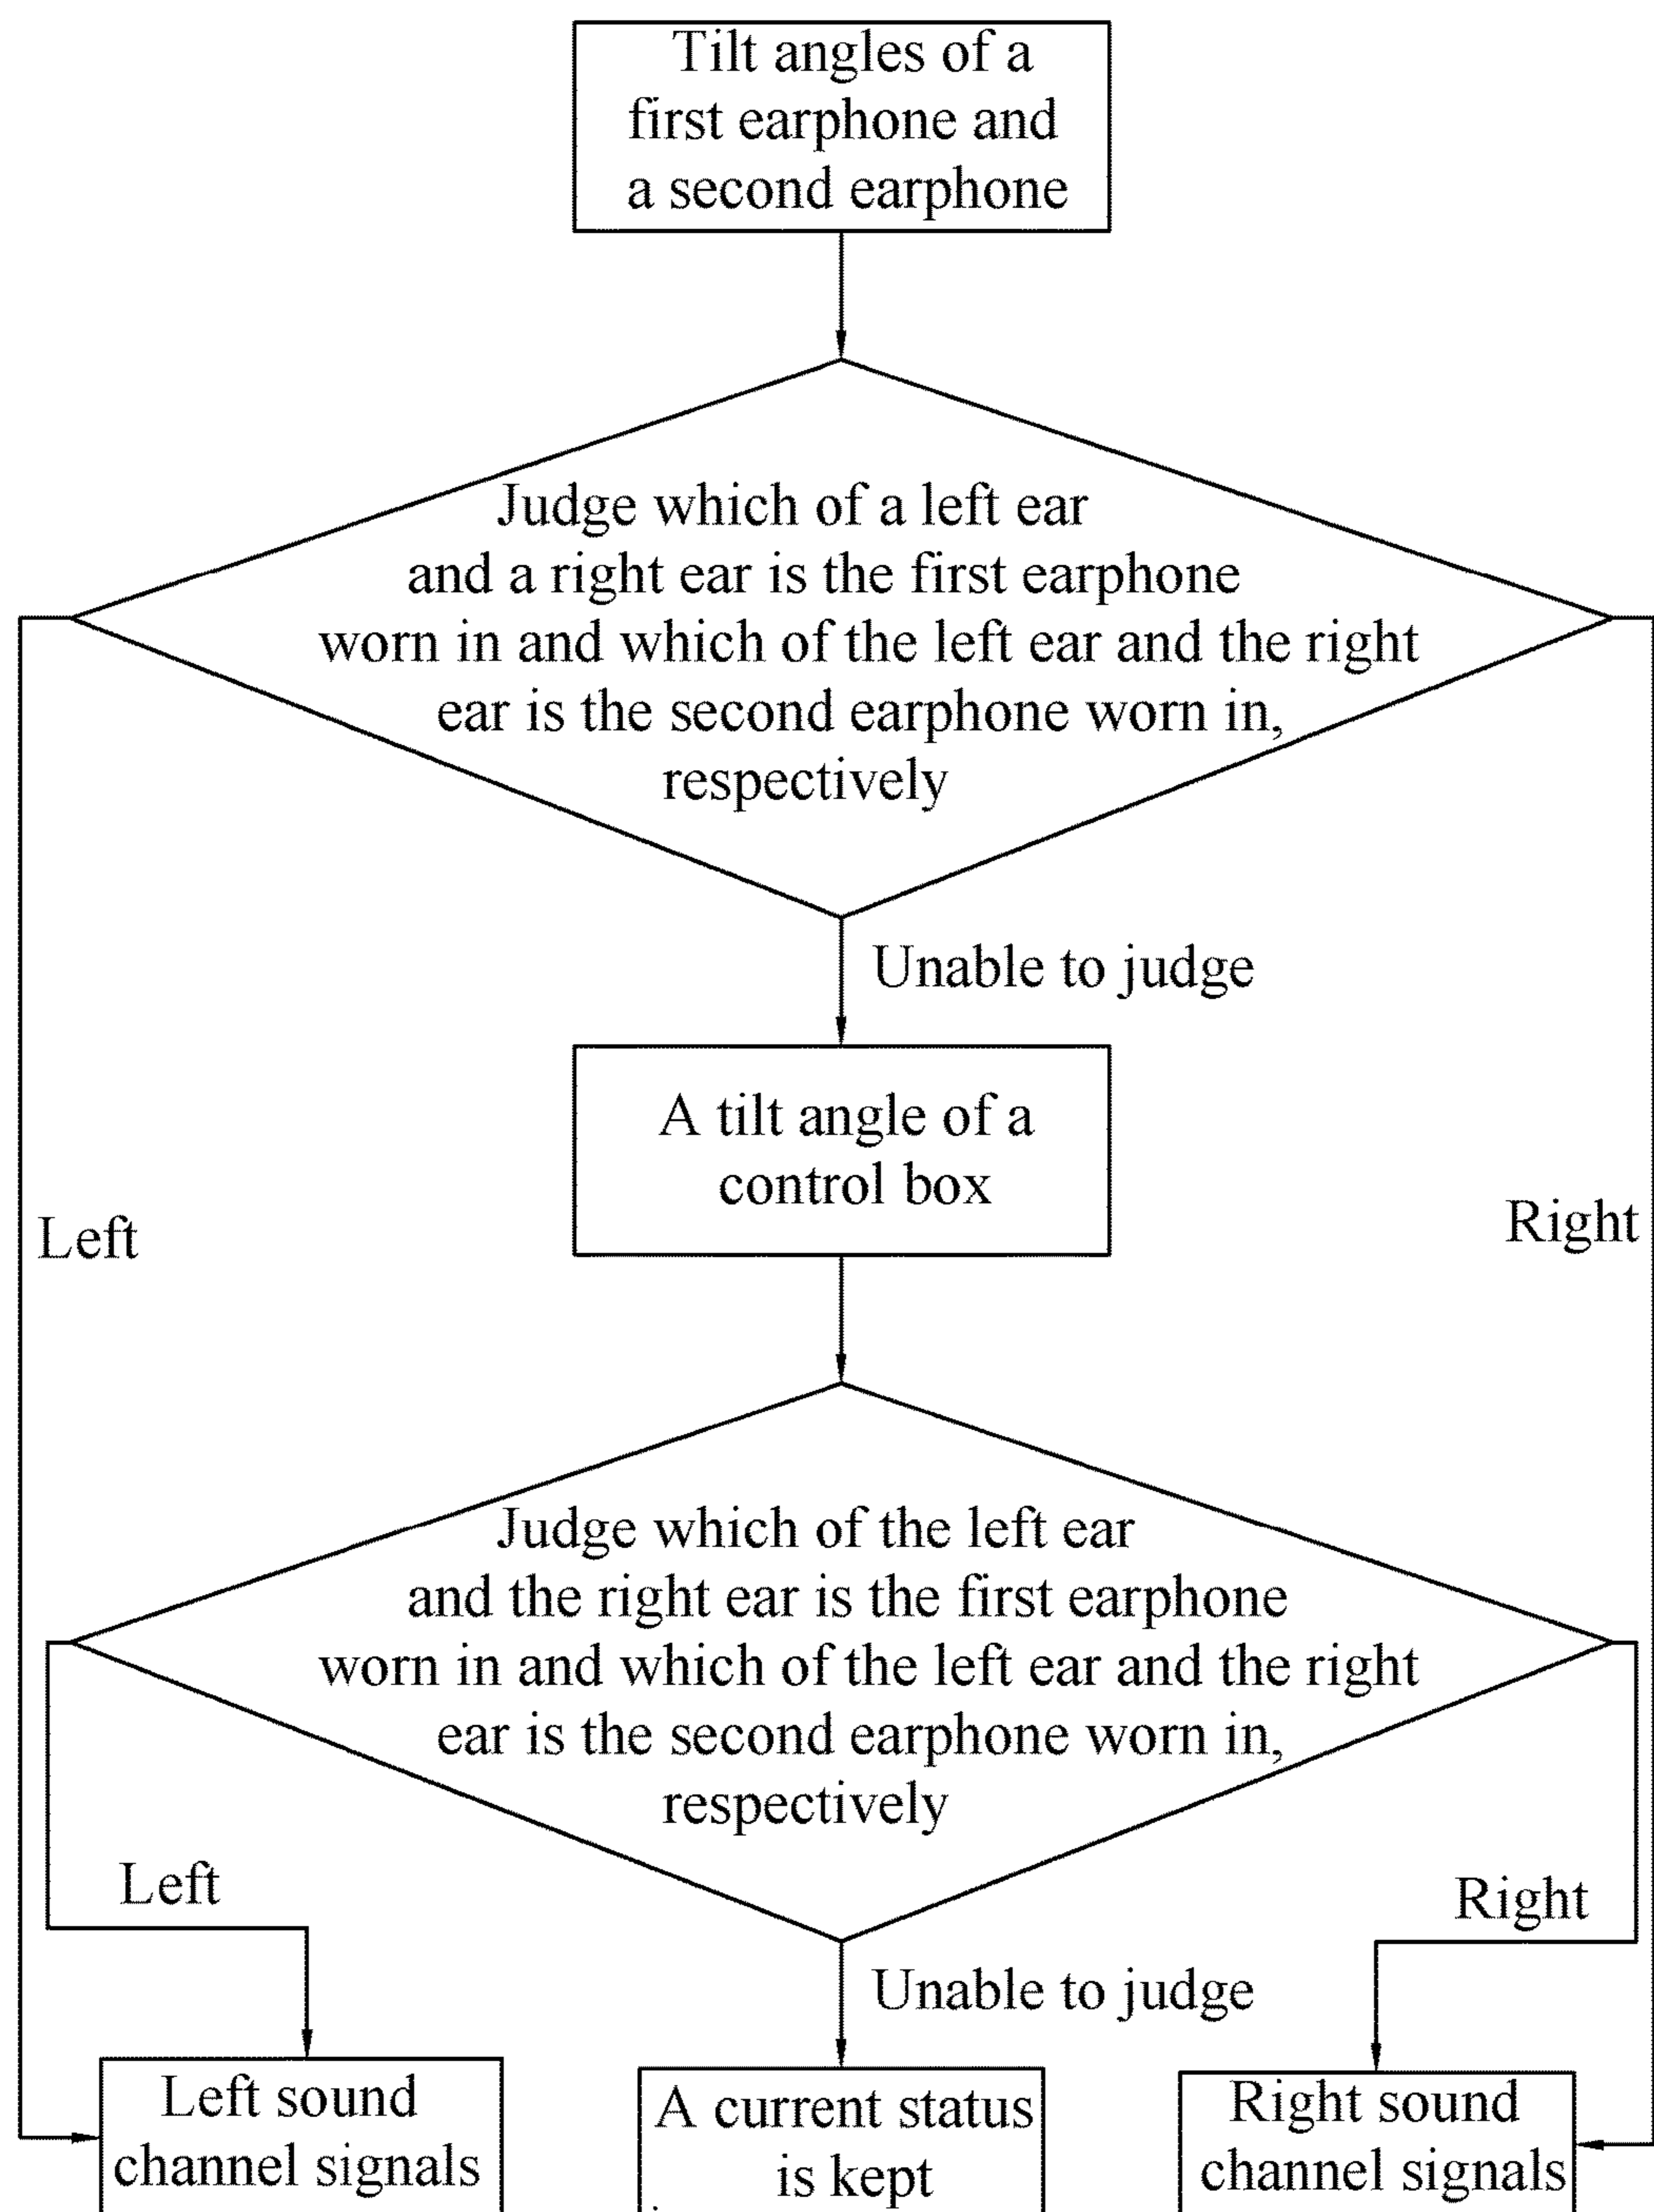 Tilt angles of a
first earphone and
a second earphone
Judge which of a left ear
and a right ear is the first earphone
worn in and which of the left ear and the right
ear is the second earphone worn in,
respectively
Unable to judge
A tilt angle of a
control box
Left
Right
Judge which of the left ear
and the right ear is the first earphone
worn in and which of the left ear and the right
ear is the second earphone worn in,
respectively
Left
Right
Unable to judge
Left sound
channel signals
A current status
is kept
Right sound
channel signals